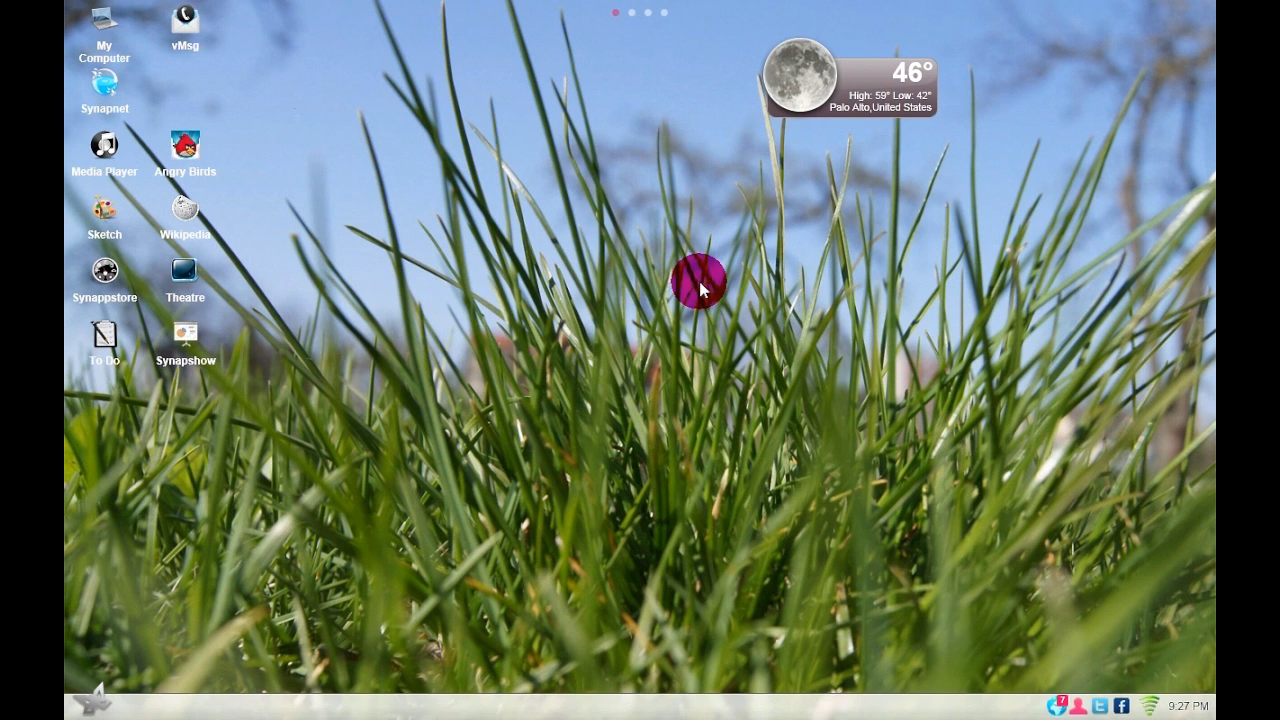 My
Computer
vMsg
Synapnet
Media Player
Angry Birds
Sketch
Wikipedia
Synappstore
Theatre
To Do
Synapshow
46°
High: 59° Low: 42°
Palo Alto,United States
7
9:27 PM